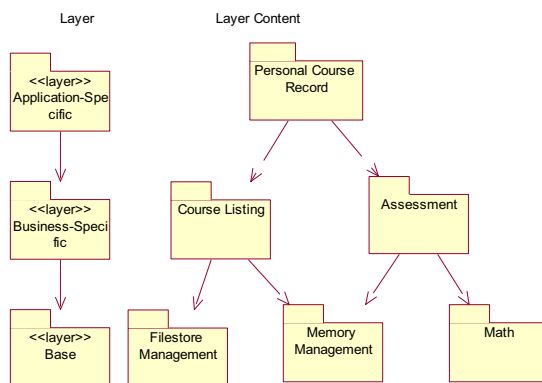 Layer
Layer Content
<<layer>>
Application-Spe
cific
Personal Course
Record
<<layer>>
Business-Speci
fic
Course Listing
Assessment
<<layer>>
Base
Filestore
Management
Memory
Management
Math